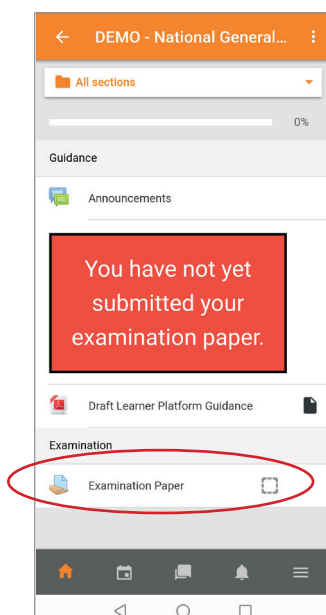 DEMO - National General...
All sections
0%
Guidance
Announcements
You have not yet
submitted your
examination paper.
Draft Learner Platform Guidance
Examination
Examination Paper